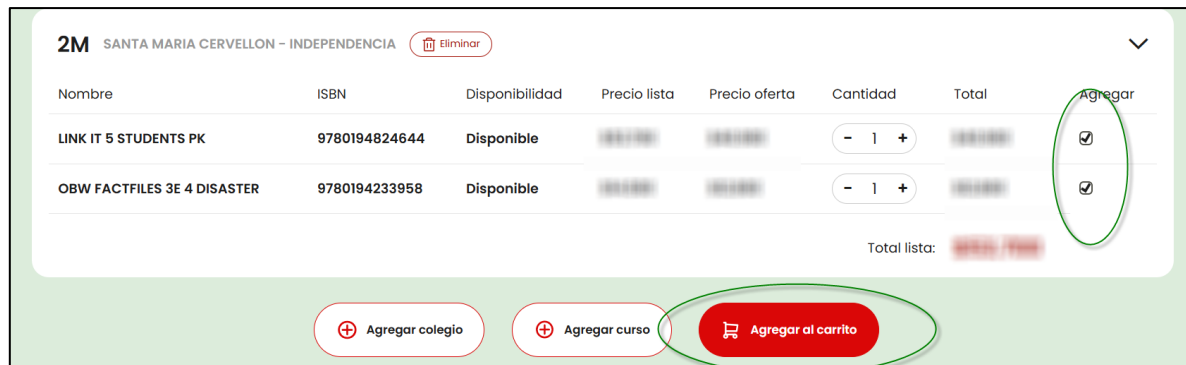 2M SANTA MARIA CERVELLON - INDEPENDENCIA Eliminar
Nombre ISBN Disponibilidad Precio lista Precio oferta Cantidad Total Agregar
LINK IT 5 STUDENTS PK 9780194824644 Disponible - 1 +
OBW FACTFILES 3E 4 DISASTER 9780194233958 Disponible - 1 +
Total lista:
Agregar colegio Agregar curso Agregar al carrito